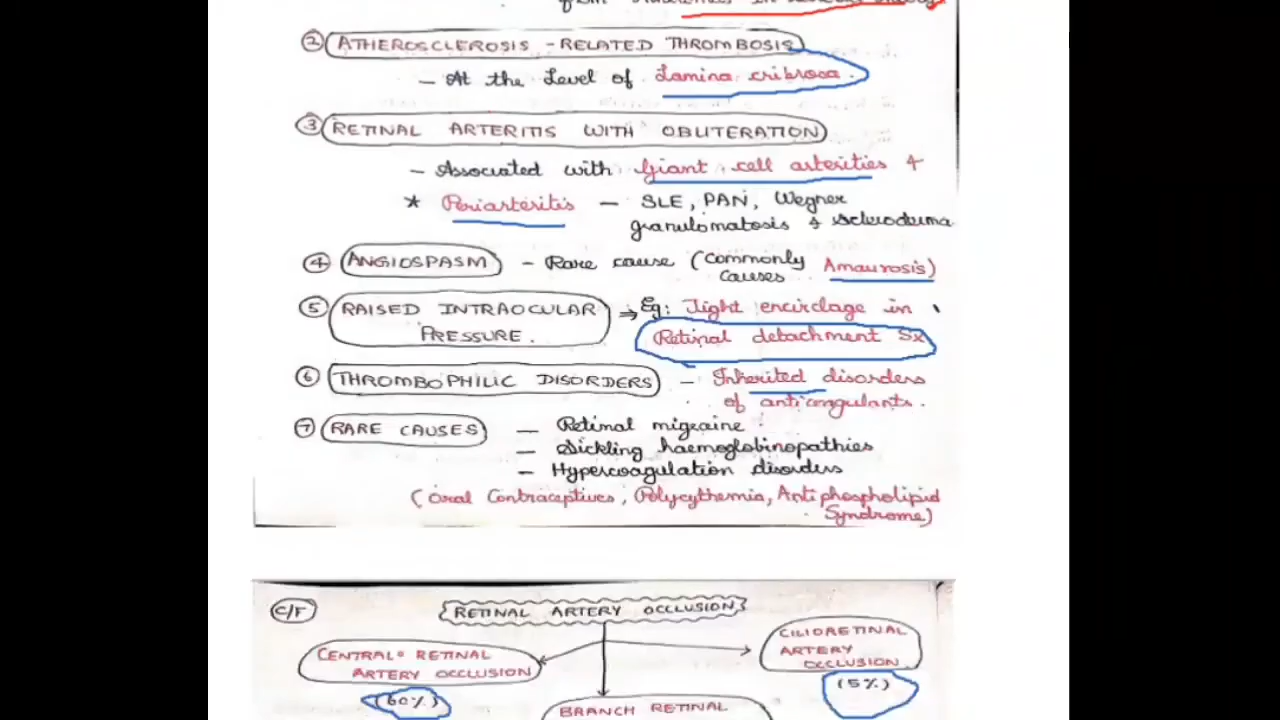 ② ATHEROSCLEROSIS - RELATED THROMBOSIS
- At the Level of Lamina cribrosa.
③ RETINAL ARTERITIS WITH OBLITERATION
- Associated with Giant cell arterities &
* Periarteritis - SLE, PAN, Wegner
granulomatosis & scleroderma
④ ANGIOSPASM - Rare cause (Commonly
causes Amaurosis)
⑤ RAISED INTRAOCULAR
PRESSURE. → Eg: Tight encirclage in
Retinal detachment Sx
⑥ THROMBOPHILIC DISORDERS - Inherited disorders
of anticoagulants.
⑦ RARE CAUSES - Retinal migraine.
- Sickling haemoglobinopathies
- Hypercoagulation disorders
(Oral Contraceptives, Polycythemia, Antiphospholipid
Syndrome)
C/F RETINAL ARTERY OCCLUSION
CENTRAL RETINAL
ARTERY OCCLUSION
(60%)
BRANCH RETINAL
CILIORETINAL
ARTERY
OCCLUSION
(5%)